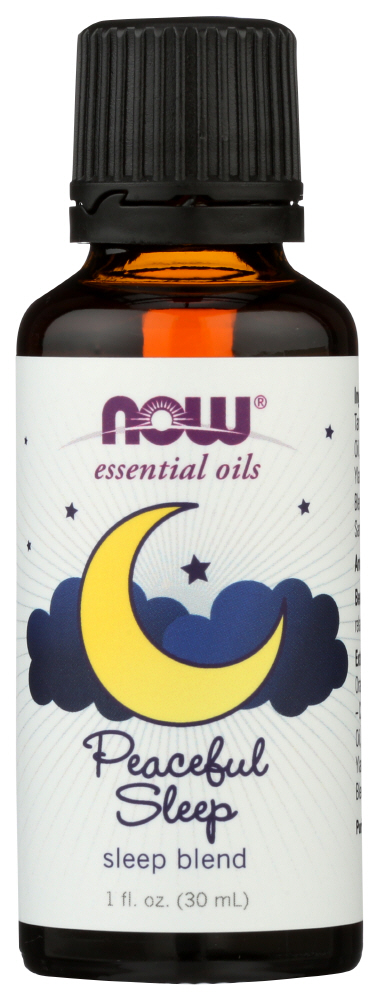 NOW®
essential oils
Peaceful
Sleep
sleep blend
1 fl. oz. (30 mL)